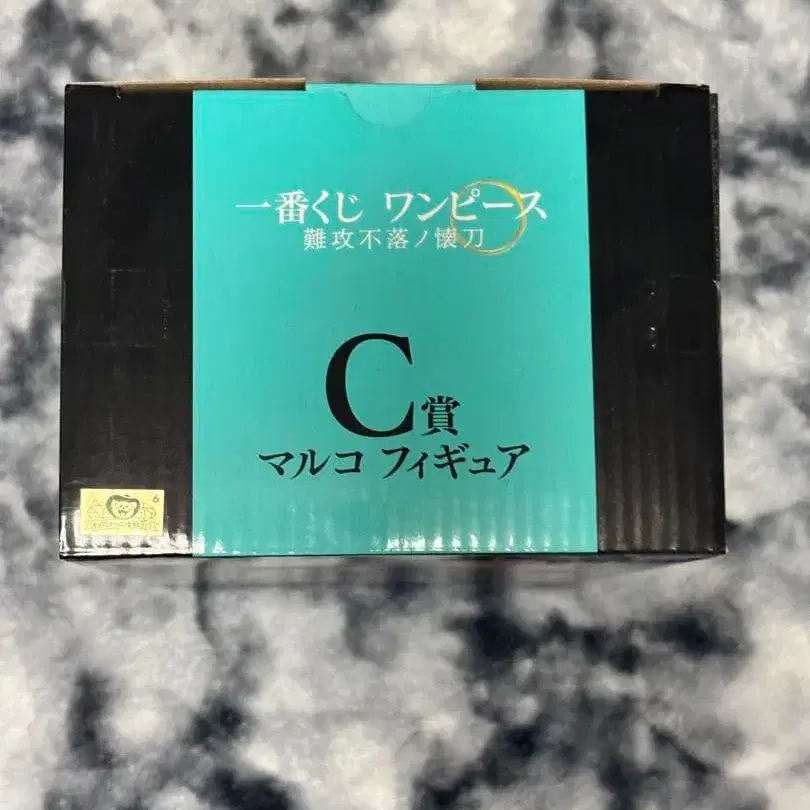 一番くじ ワンピース
難攻不落ノ懐刀
C賞
マルコ フィギュア
6